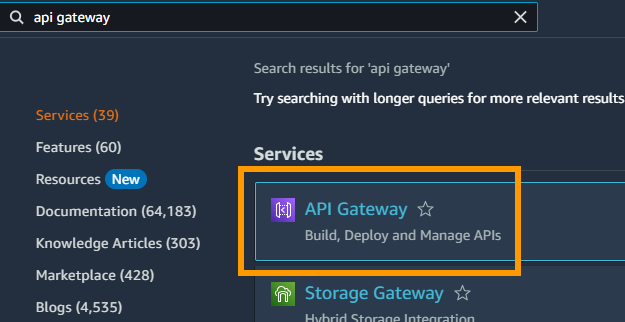 api gateway
Search results for 'api gateway'
Try searching with longer queries for more relevant results
Services (39)
Features (60)
Resources New
Documentation (64,183)
Knowledge Articles (303)
Marketplace (428)
Blogs (4,535)
Services
API Gateway
Build, Deploy and Manage APIs
Storage Gateway
Hybrid Storage Integration